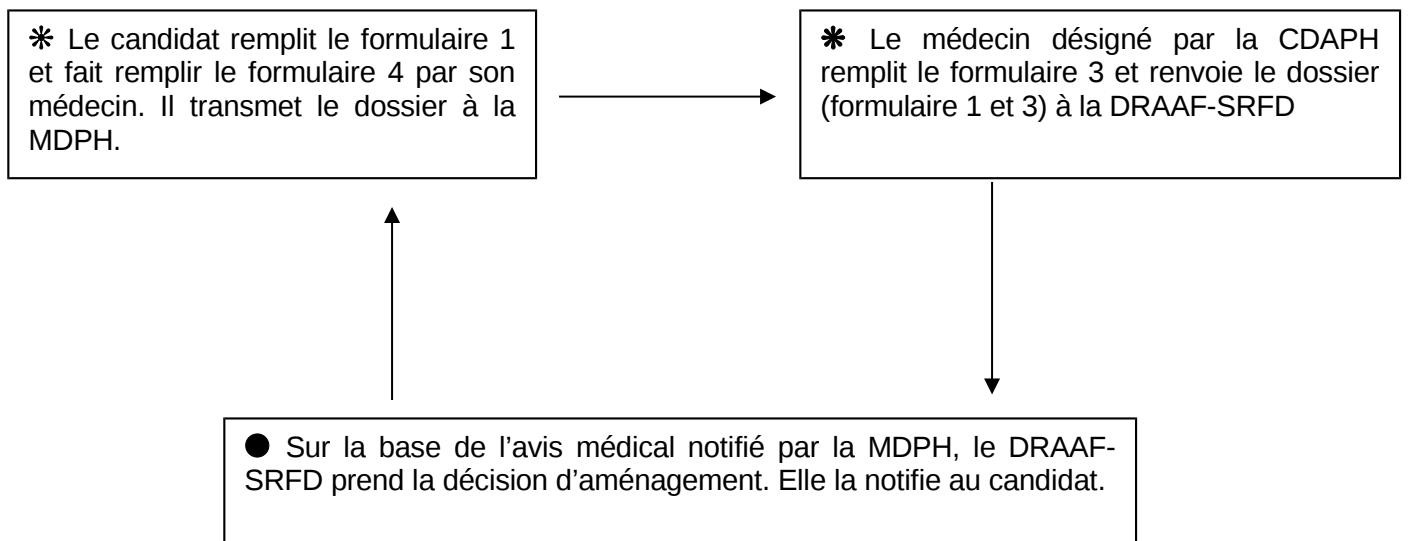 ❊ Le candidat remplit le formulaire 1
et fait remplir le formulaire 4 par son
médecin. Il transmet le dossier à la
MDPH.
❋ Le médecin désigné par la CDAPH
remplit le formulaire 3 et renvoie le dossier
(formulaire 1 et 3) à la DRAAF-SRFD
● Sur la base de l’avis médical notifié par la MDPH, le DRAAF-
SRFD prend la décision d’aménagement. Elle la notifie au candidat.